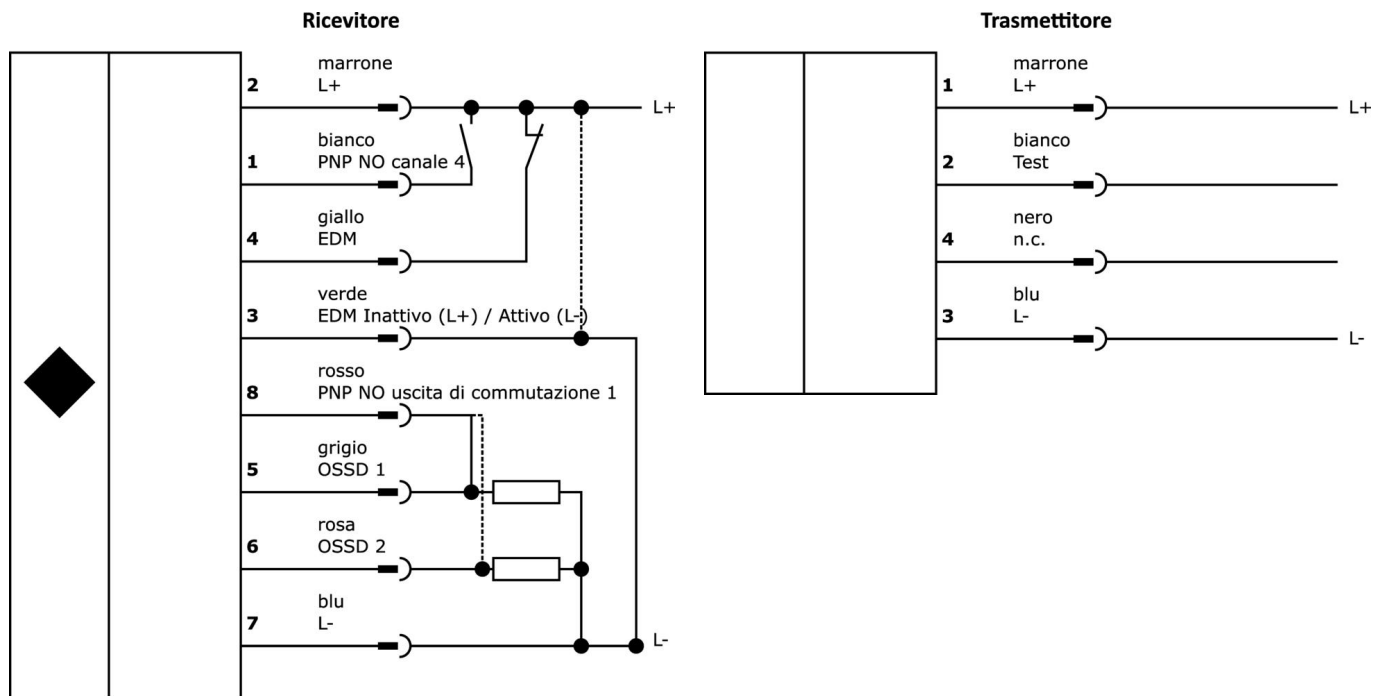 Ricevitore
2
marrone
L+
L+
1
bianco
PNP NO canale 4
4
giallo
EDM
3
verde
EDM Inattivo (L+) / Attivo (L-)
8
rosso
PNP NO uscita di commutazione 1
5
grigio
OSSD 1
6
rosa
OSSD 2
7
blu
L-
L-
Trasmettitore
1
marrone
L+
L+
2
bianco
Test
4
nero
n.c.
3
blu
L-
L-